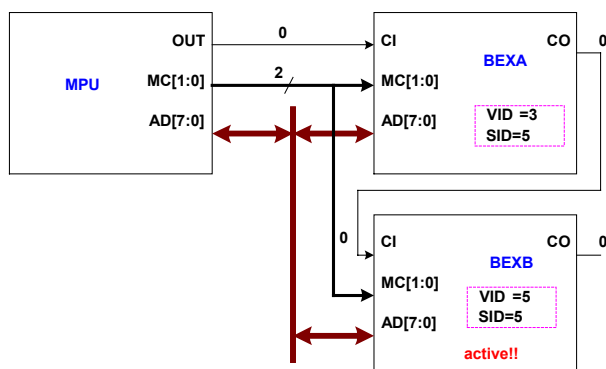 MPU
OUT
MC[1:0]
AD[7:0]
0
2
CI
MC[1:0]
AD[7:0]
CO
BEXA
VID =3
SID=5
0
0
CI
MC[1:0]
AD[7:0]
CO
BEXB
VID =5
SID=5
active!!
0